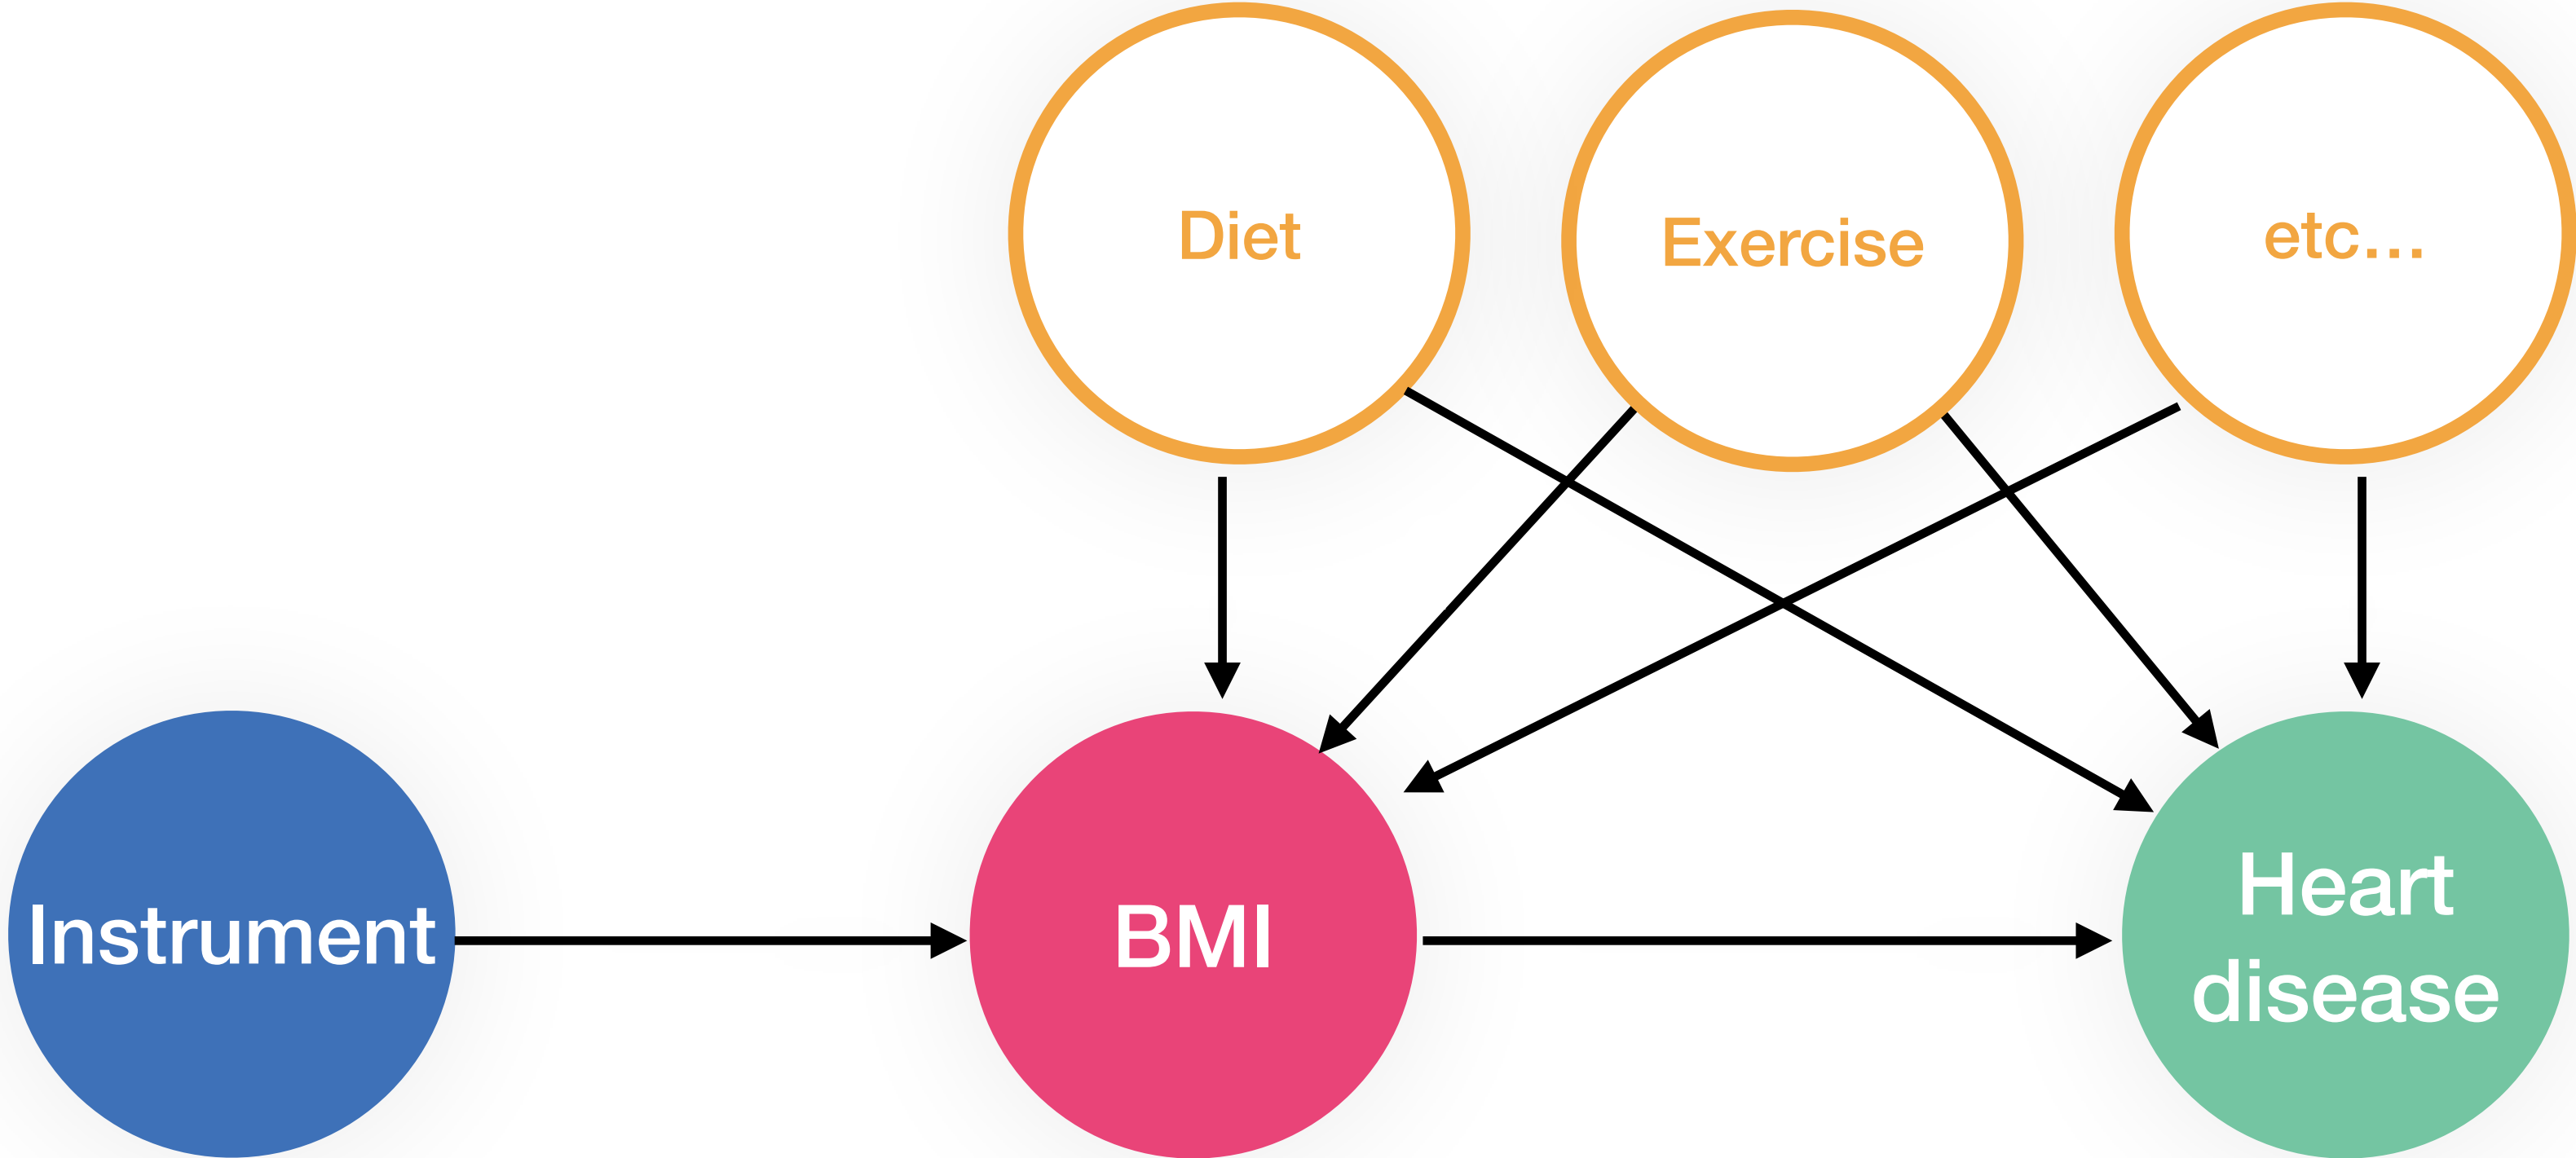 Diet
Exercise
etc…
Instrument
BMI
Heart
disease